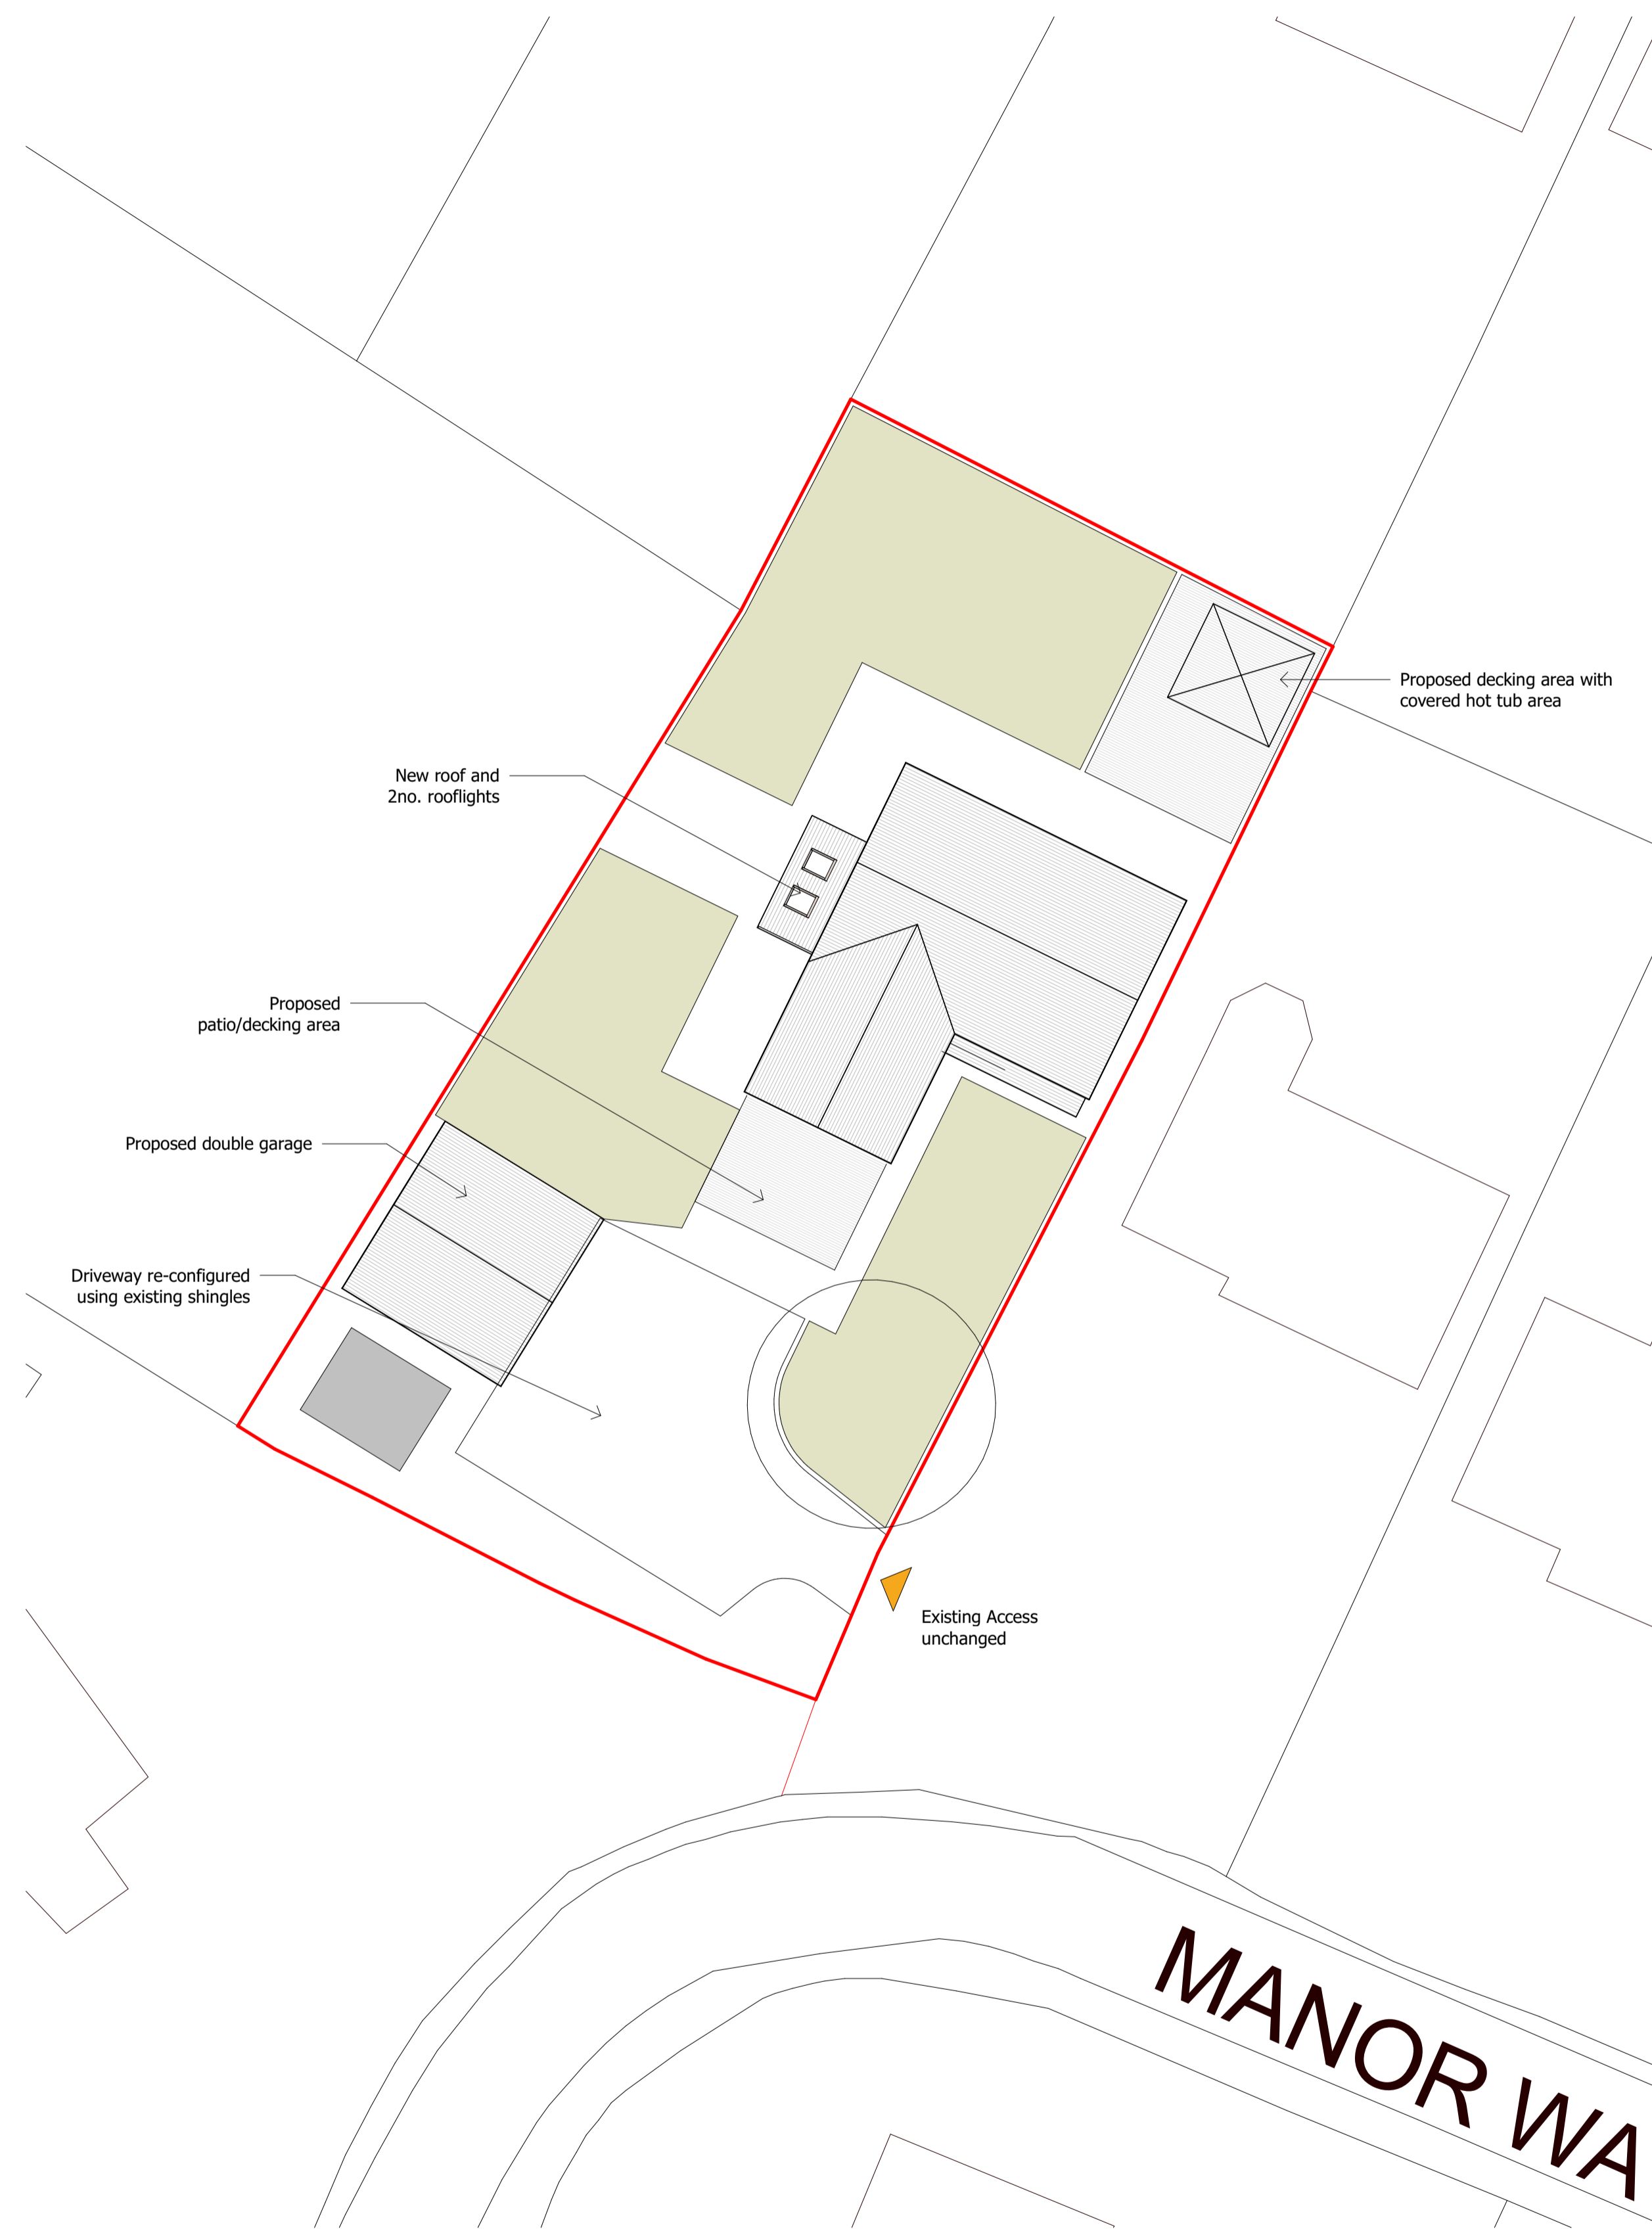 Proposed decking area with
covered hot tub area
New roof and
2no. rooflights
Proposed
patio/decking area
Proposed double garage
Driveway re-configured
using existing shingles
Existing Access
unchanged
MANOR WA